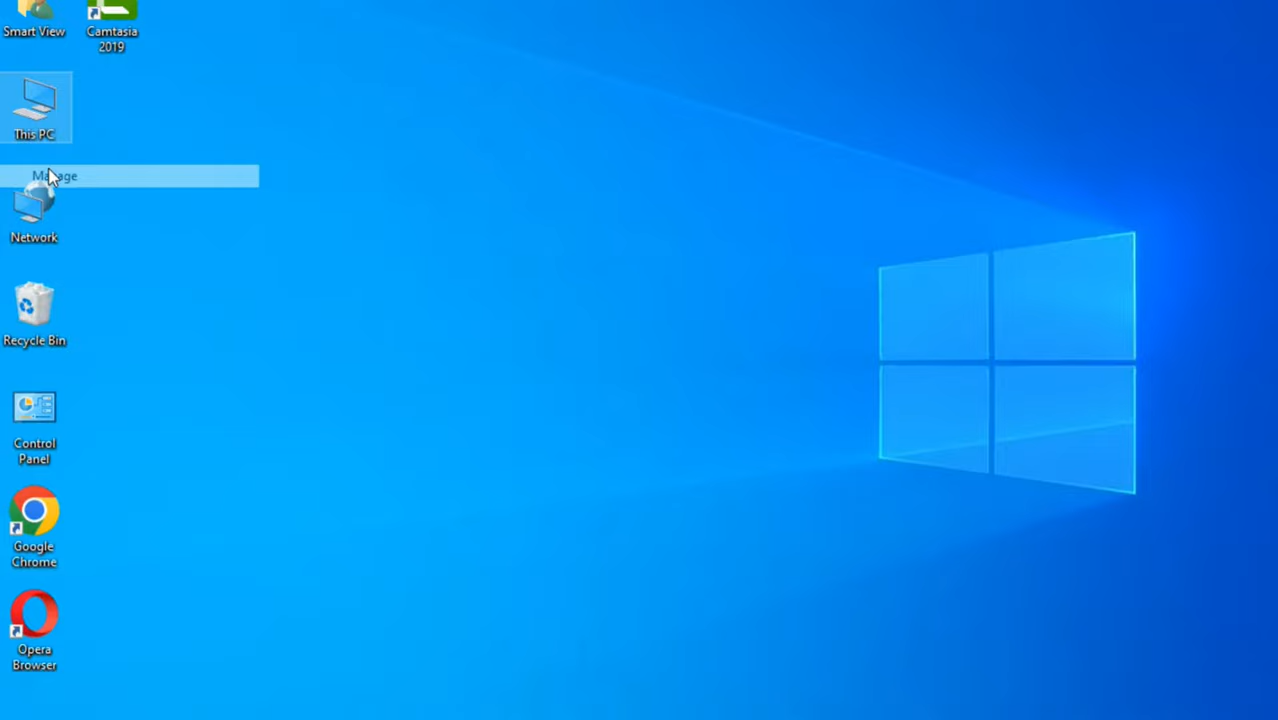 Smart View
Camtasia
2019
This PC
Manage
Network
Recycle Bin
Control
Panel
Google
Chrome
Opera
Browser